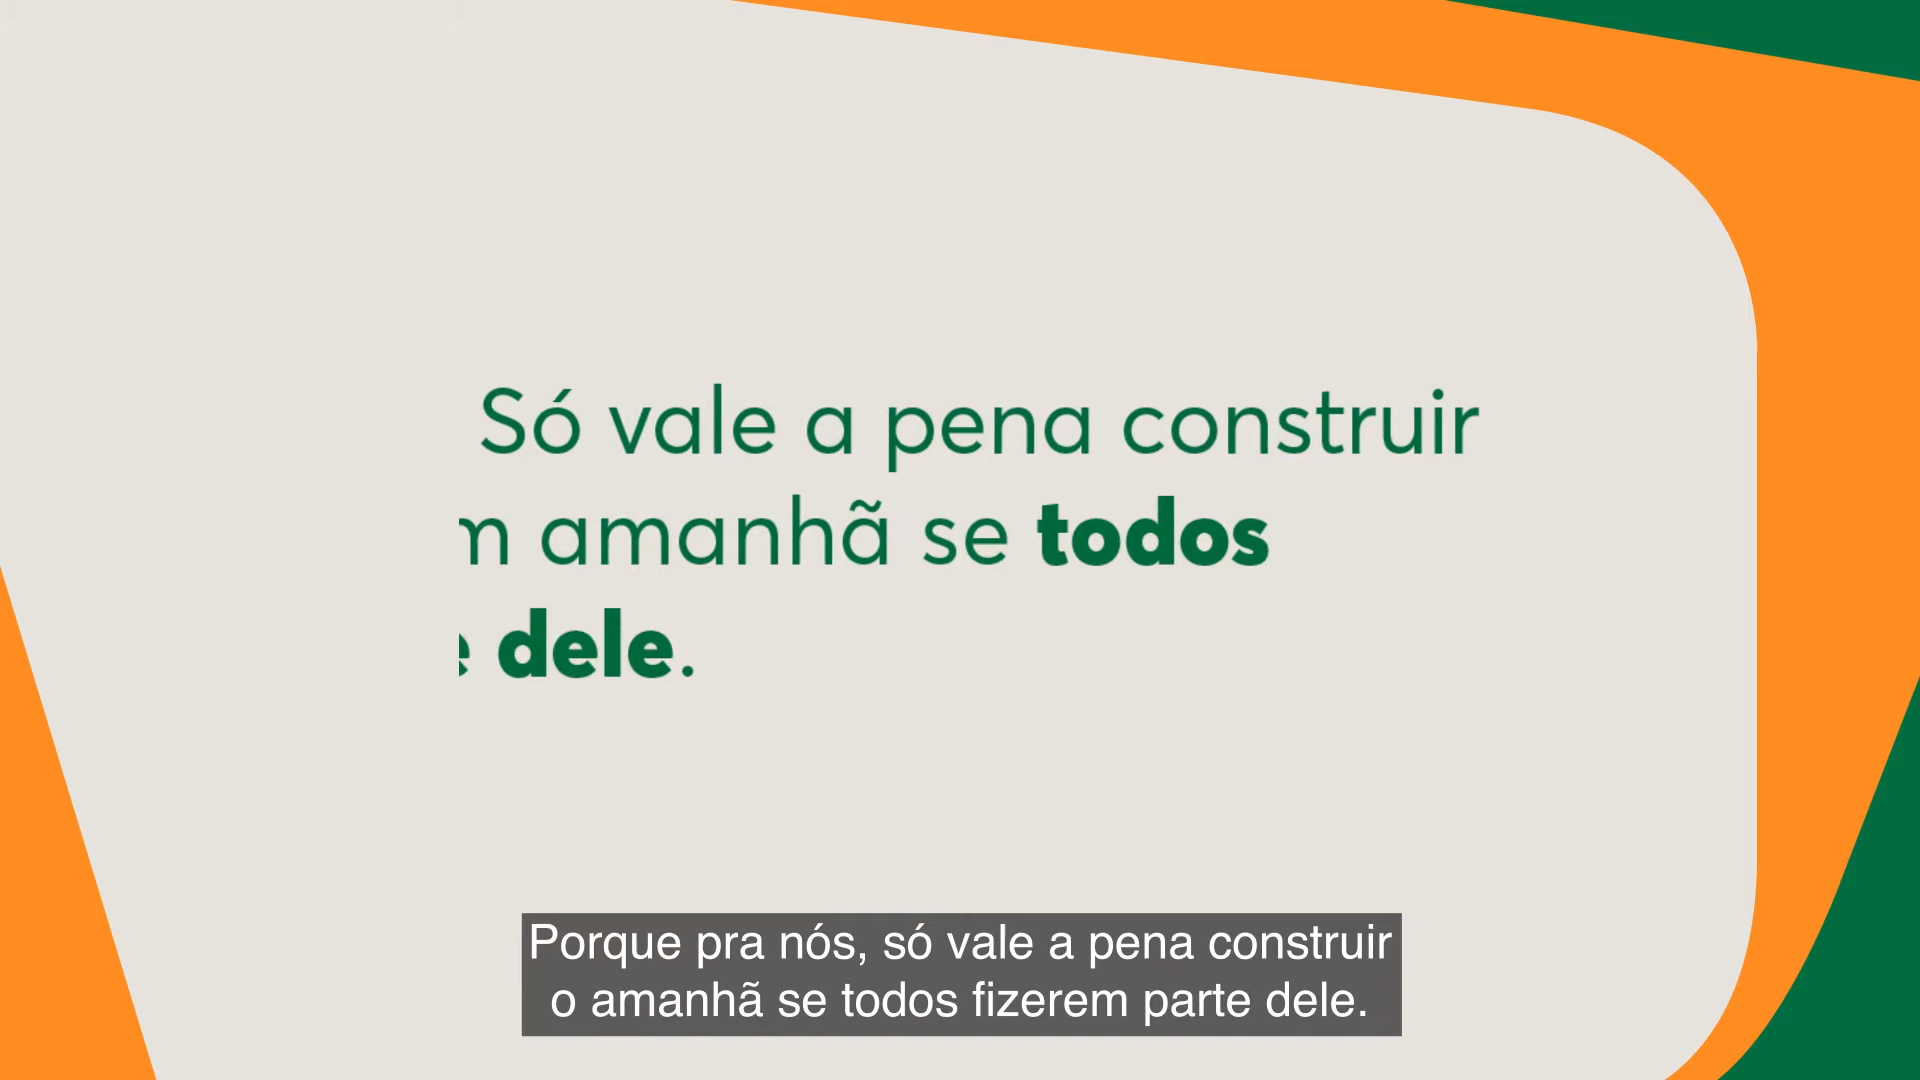 Só vale a pena construir
m amanhã se todos
dele.
Porque pra nós, só vale a pena construir
o amanhã se todos fizerem parte dele.